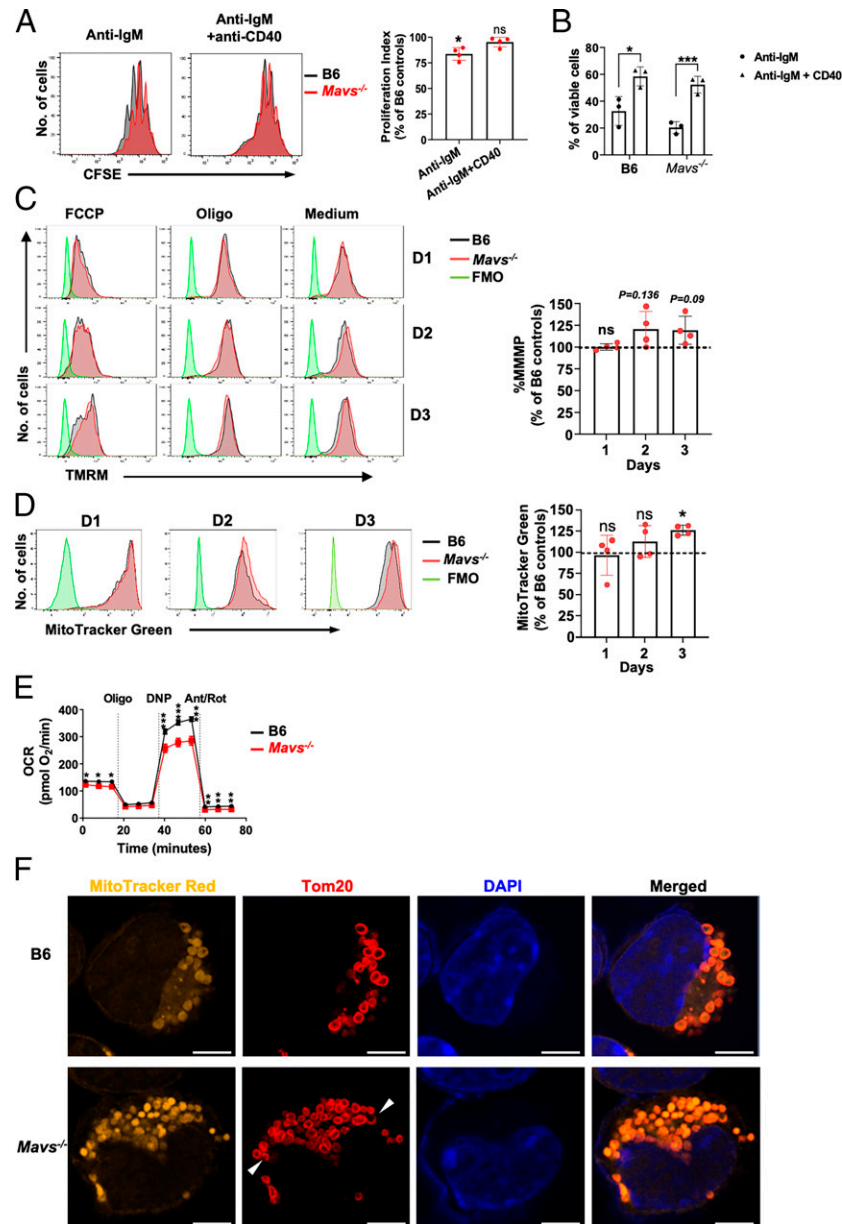 A
Anti-IgM
Anti-IgM
+anti-CD40
B6
Mavs-/-
No. of cells
CFSE
Proliferation Index
(% of B6 controls)
125
100
75
50
25
0
*
ns
Anti-IgM
Anti-IgM+CD40
B
% of viable cells
80
60
40
20
0
*
***
B6
Mavs-/-
Anti-IgM
Anti-IgM + CD40
C
FCCP
Oligo
Medium
D1
D2
D3
B6
Mavs-/-
FMO
No. of cells
No. of cells
TMRM
%MMMP
(% of B6 controls)
150
125
100
75
50
25
0
ns
P=0.136
P=0.09
1 2 3
Days
D
D1
D2
D3
No. of cells
MitoTracker Green
B6
Mavs-/-
FMO
MitoTracker Green
(% of B6 controls)
150
125
100
75
50
25
0
ns
ns
*
1 2 3
Days
E
Oligo
DNP
Ant/Rot
OCR
(pmol O2/min)
400
300
200
100
0
* * *
***
***
***
**
**
**
0 20 40 60 80
Time (minutes)
B6
Mavs-/-
F
MitoTracker Red
Tom20
DAPI
Merged
B6
Mavs-/-